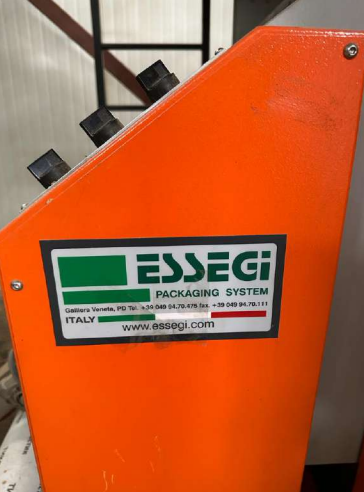 ESSEGI
PACKAGING SYSTEM
Galliera Veneta, PD Tel. +39 049 94.70.475 fax. +39 049 94.70.111
ITALY
www.essegi.com